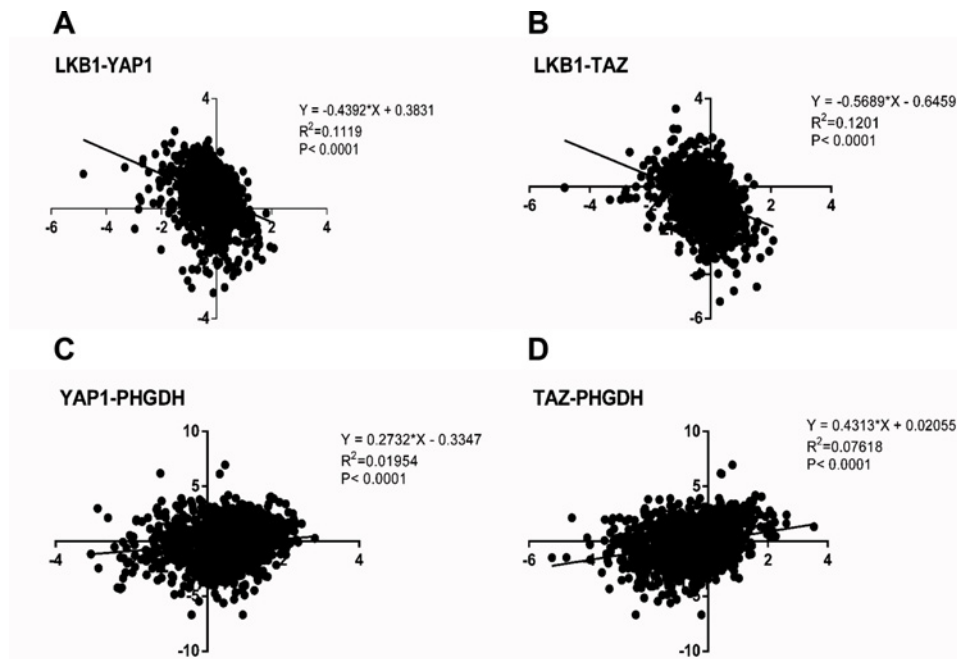 A
LKB1-YAP1
Y = -0.4392*X + 0.3831
R²=0.1119
P< 0.0001
4
-6
-4
-2
2
4
-4
B
LKB1-TAZ
Y = -0.5689*X - 0.6459
R²=0.1201
P< 0.0001
4
-6
-4
-2
2
4
-6
C
YAP1-PHGDH
Y = 0.2732*X - 0.3347
R²=0.01954
P< 0.0001
10
5
-4
2
4
-5
-10
D
TAZ-PHGDH
Y = 0.4313*X + 0.02055
R²=0.07618
P< 0.0001
10
5
-6
2
4
-5
-10